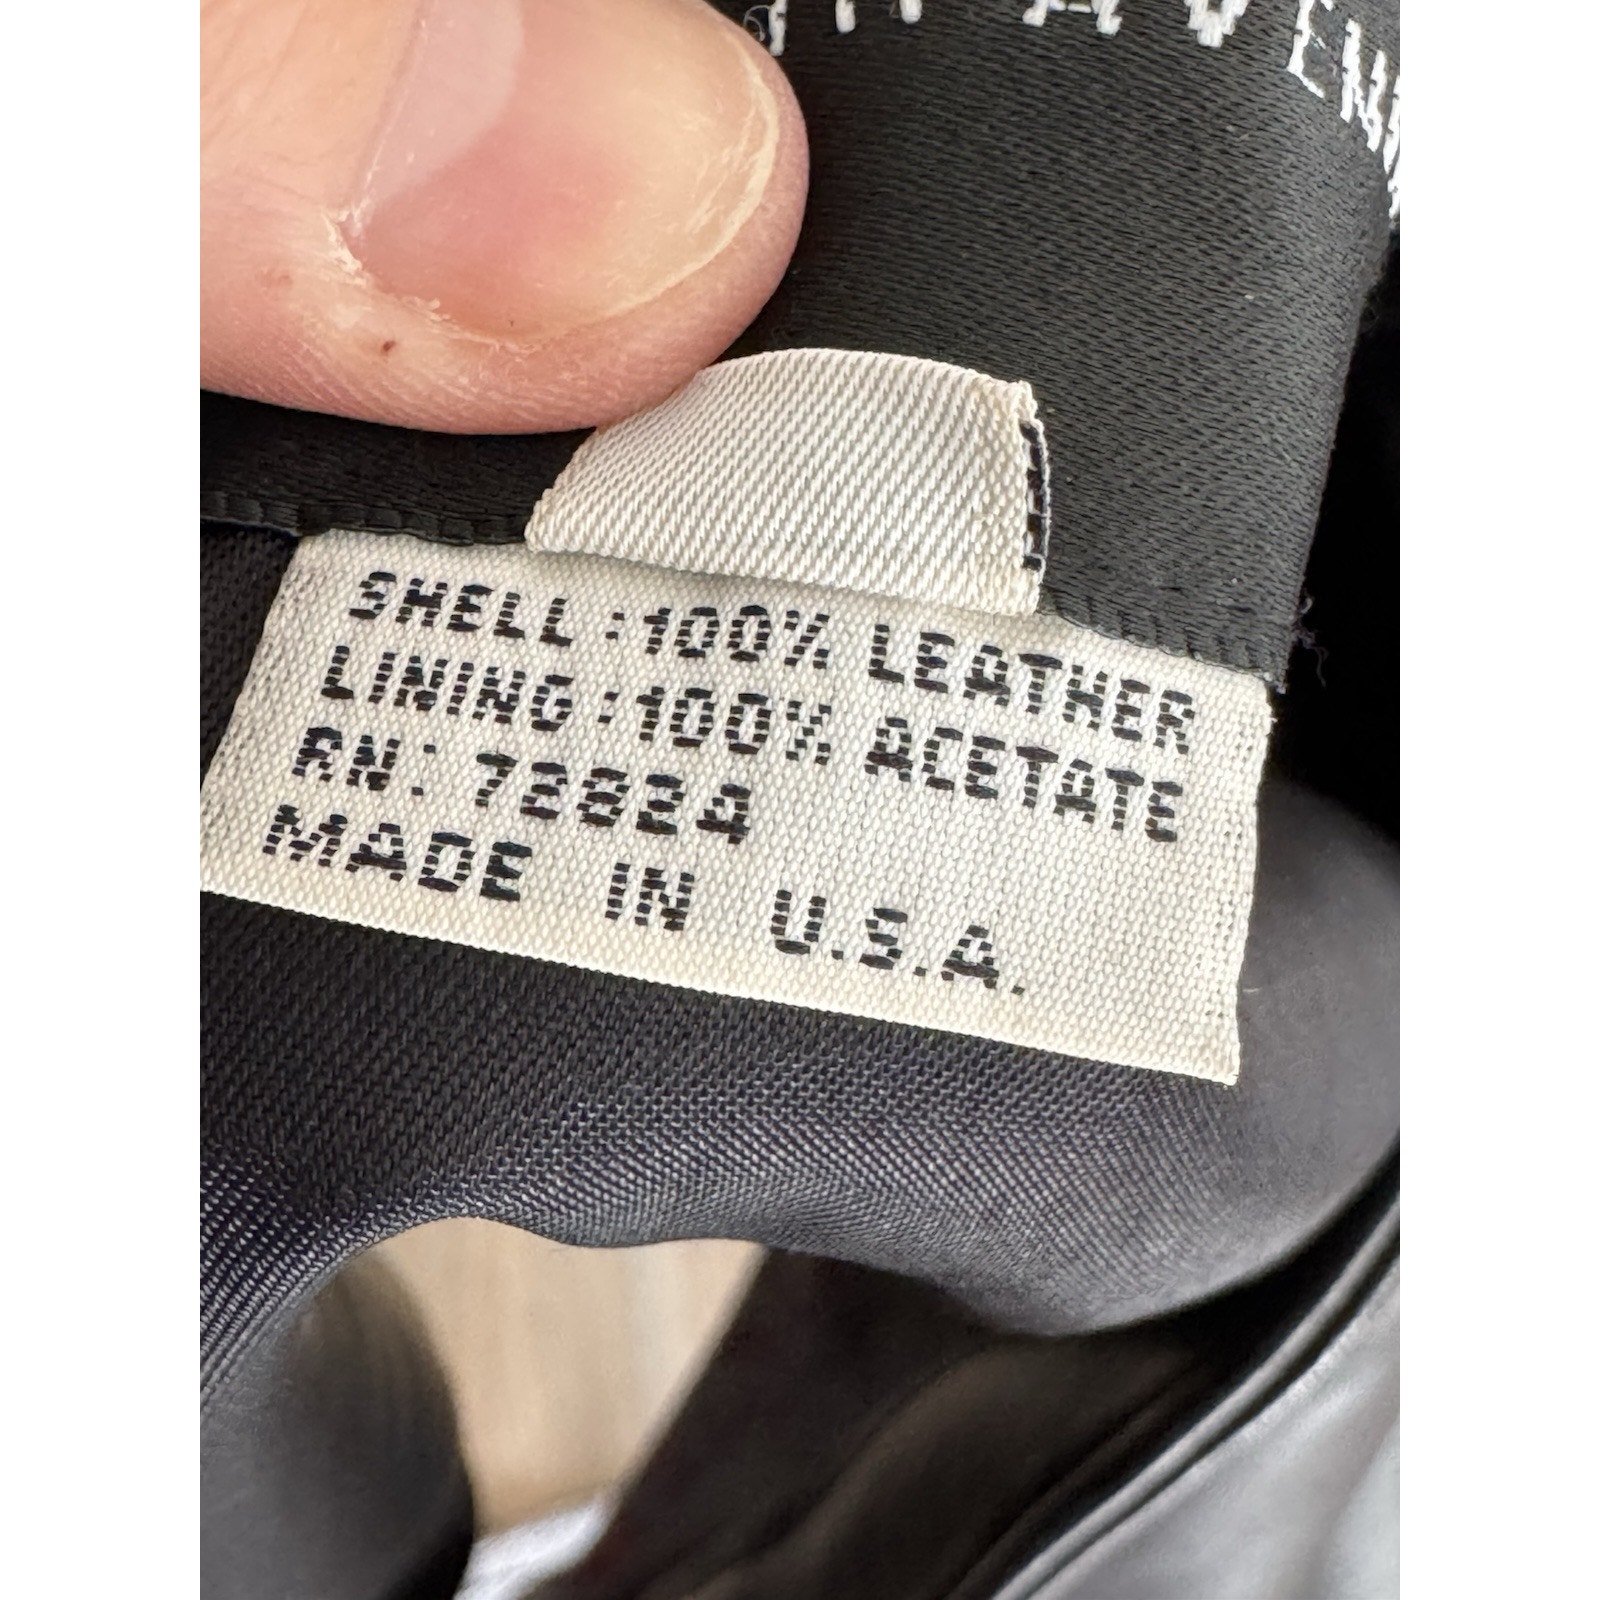 SHELL : 100% LEATHER
LINING : 100% ACETATE
RN: 72824
MADE IN U.S.A.